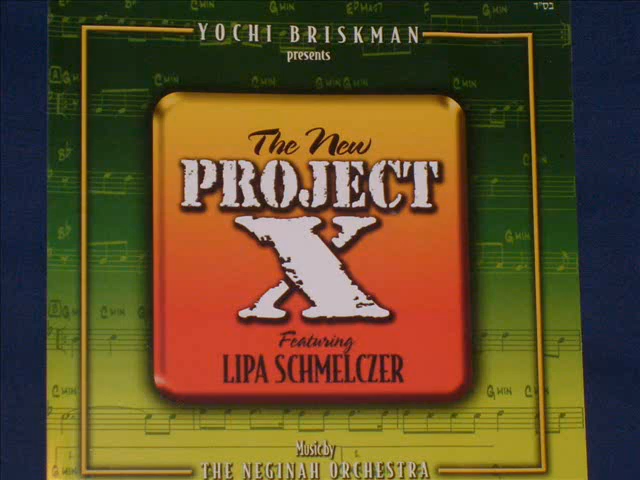 בס"ד
YOCHI BRISKMAN
presents
The New
PROJECT
X
Featuring
LIPA SCHMELCZER
Music by
THE NEGINAH ORCHESTRA